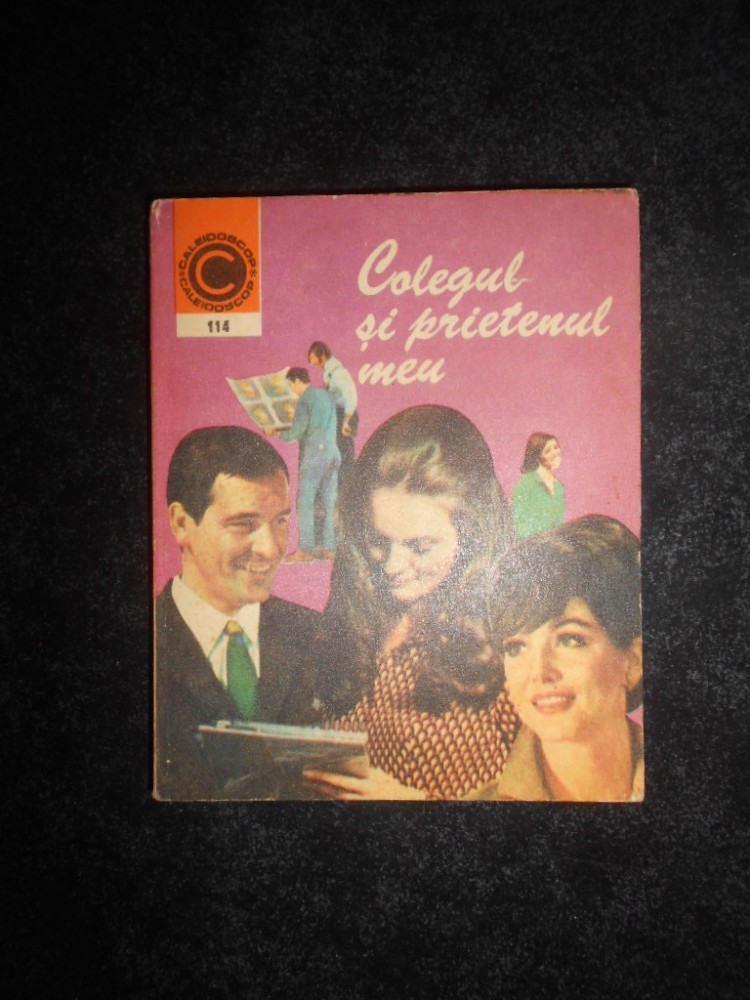 CALEIDOSCOP * CALEIDOSCOP *
C
114
Colegul
și prietenul
meu